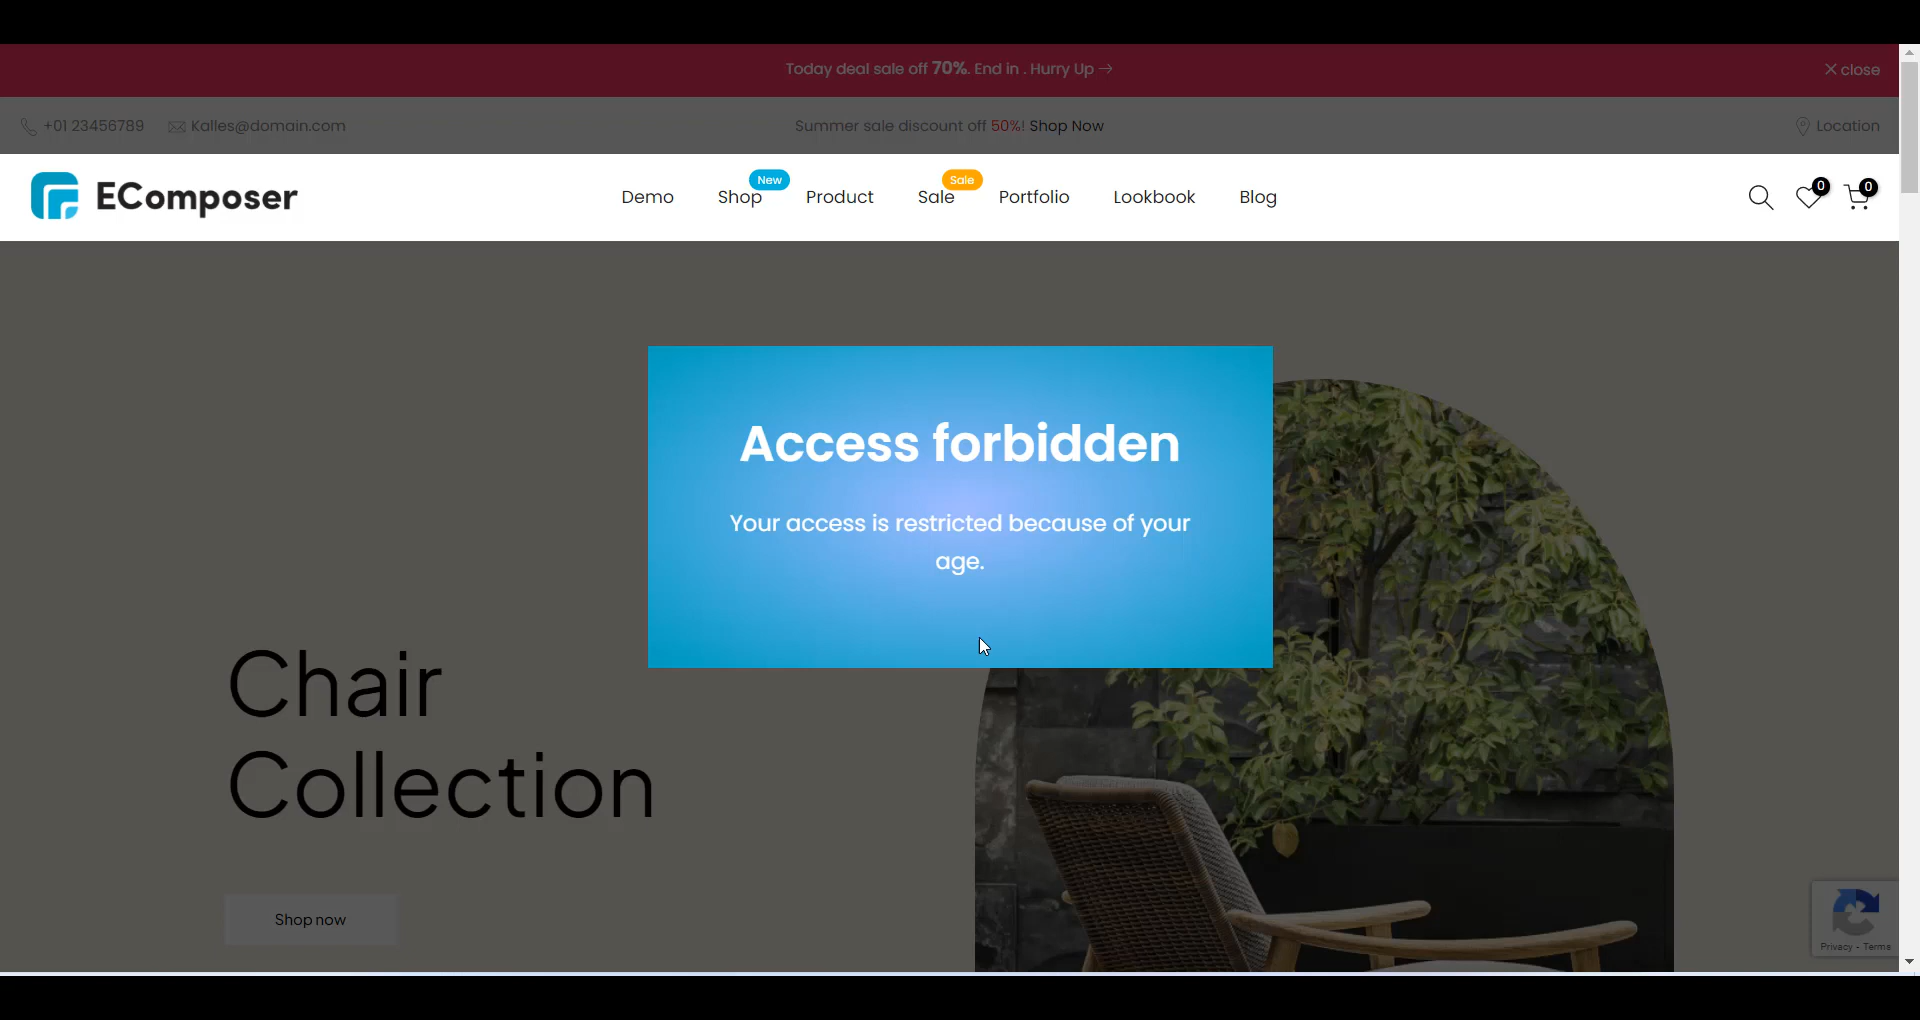 Today deal sale off 70%. End in . Hurry Up →
× close
+01 23456789
Kalles@domain.com
Summer sale discount off 50%! Shop Now
Location
EComposer
Demo
Shop
New
Product
Sale
Sale
Portfolio
Lookbook
Blog
0
0
Access forbidden
Your access is restricted because of your
age.
Chair
Collection
Shop now
Privacy - Terms